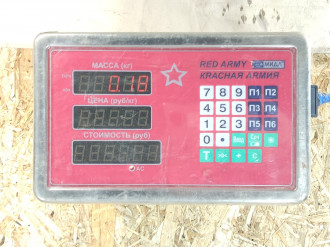 МАССА (кг)
0.18
ЦЕНА (руб/кг)
СТОИМОСТЬ (руб)
AC
RED ARMY
МИДЛ
КРАСНАЯ АРМИЯ
7 8 9 П1 П2
4 5 6 П3 П4
1 2 3 П5 П6
0
T C